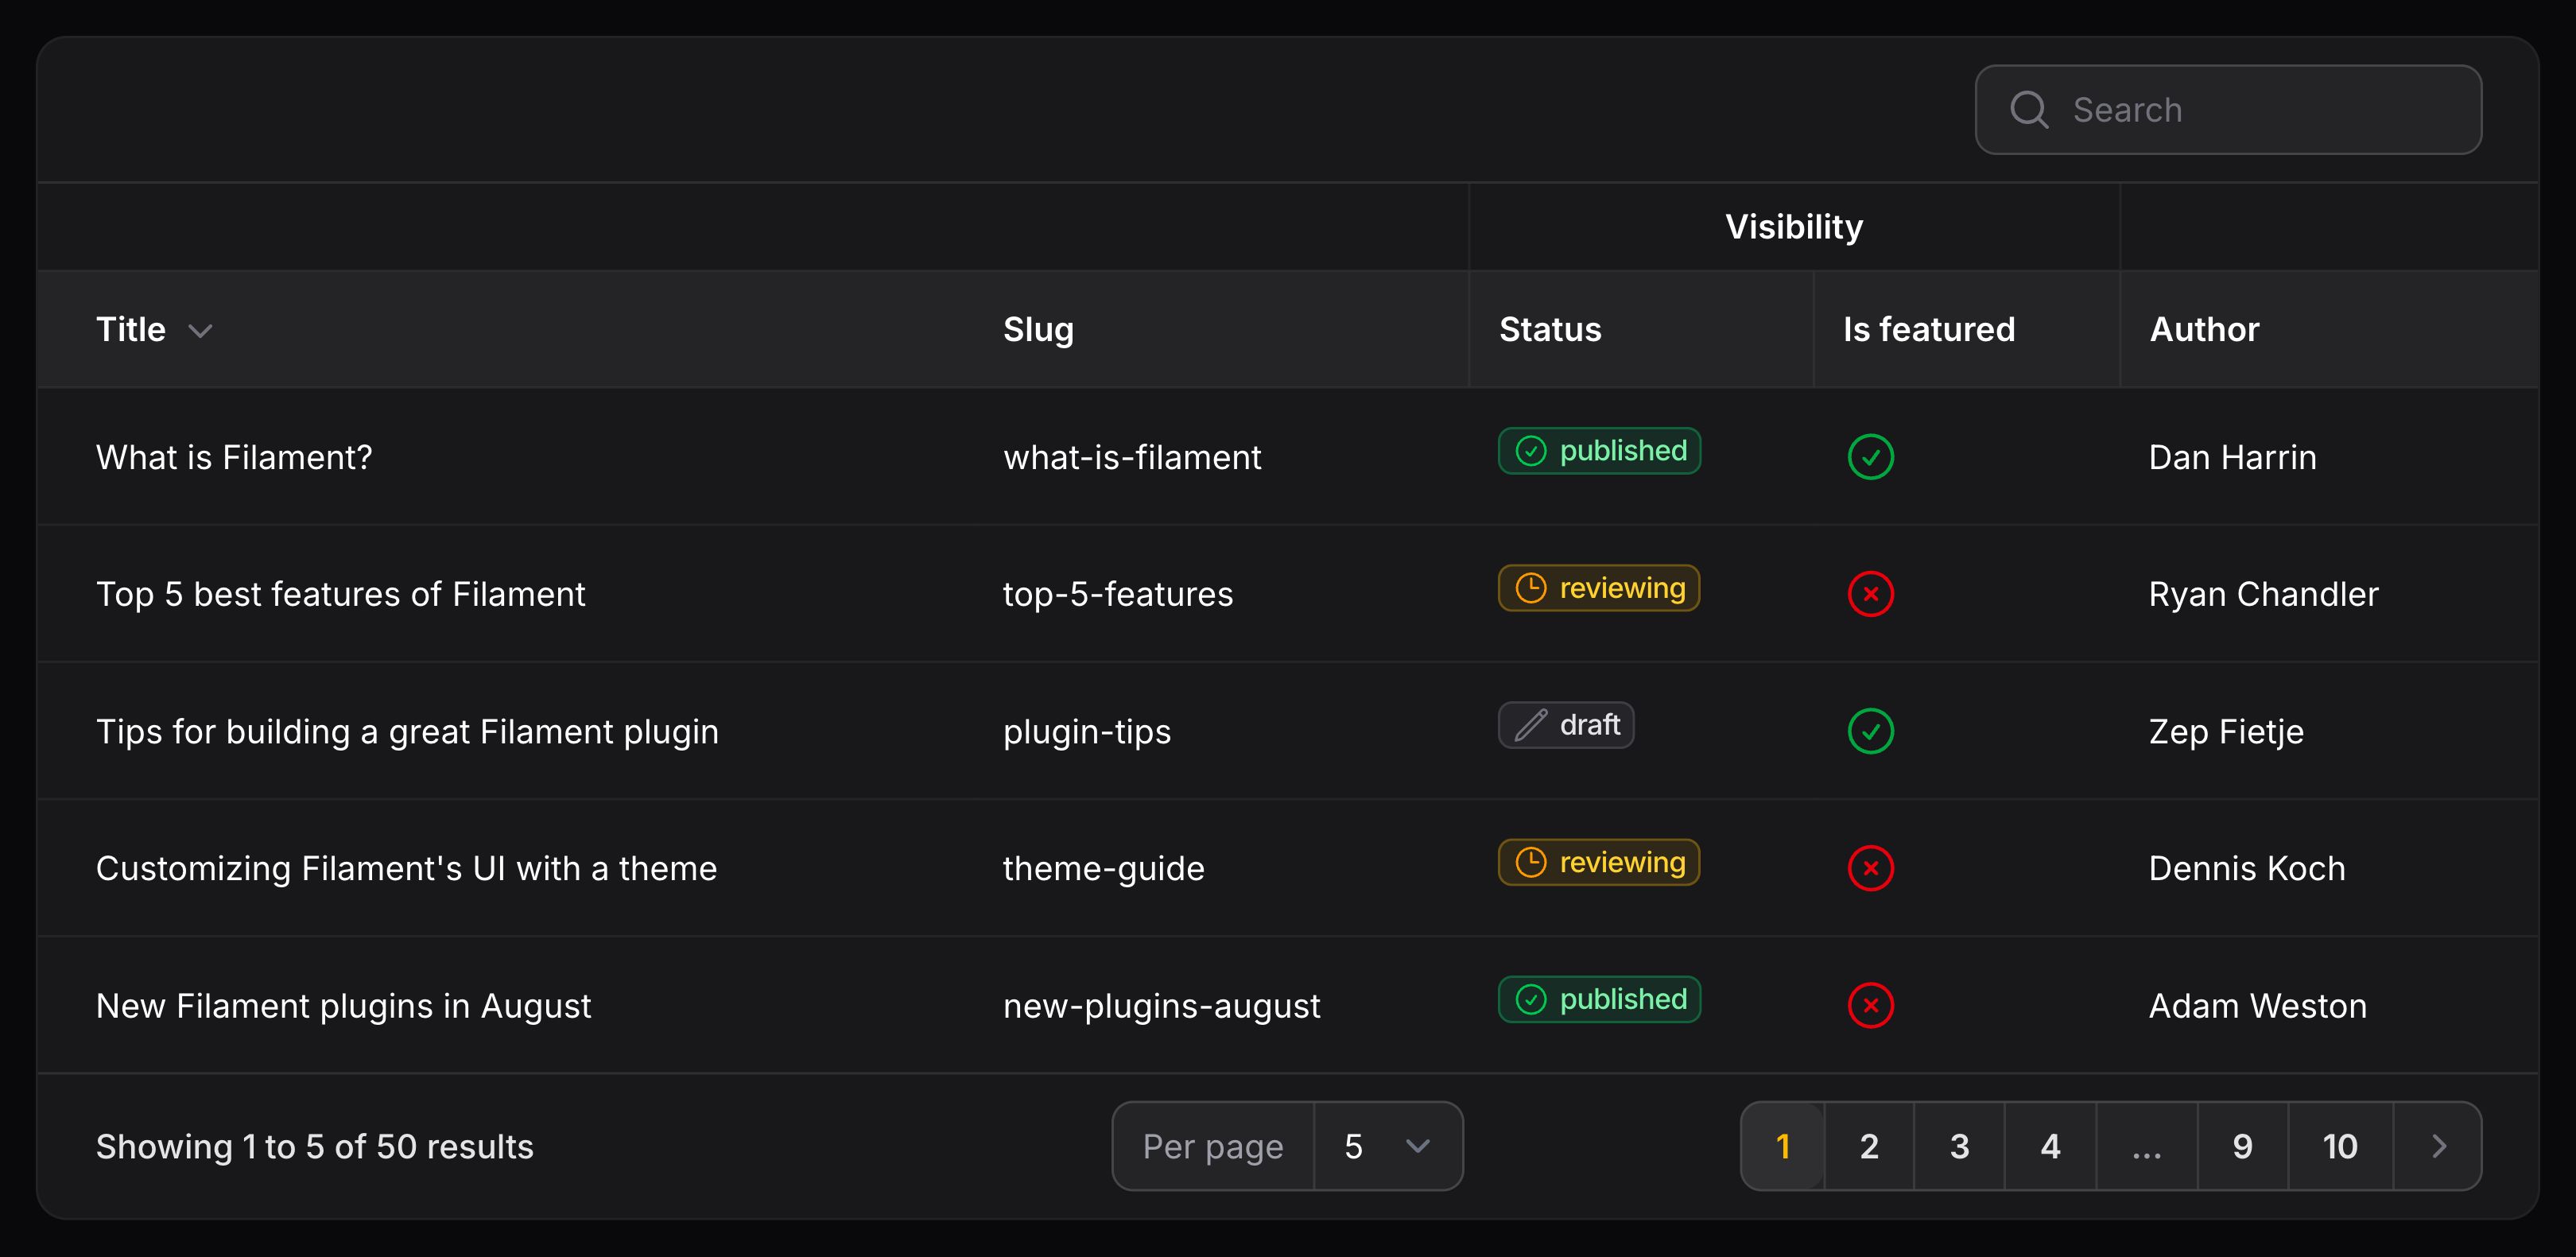 Search
Visibility
Title Slug Status Is featured Author
What is Filament? what-is-filament published Dan Harrin
Top 5 best features of Filament top-5-features reviewing Ryan Chandler
Tips for building a great Filament plugin plugin-tips draft Zep Fietje
Customizing Filament's UI with a theme theme-guide reviewing Dennis Koch
New Filament plugins in August new-plugins-august published Adam Weston
Showing 1 to 5 of 50 results Per page 5 1 2 3 4 ... 9 10